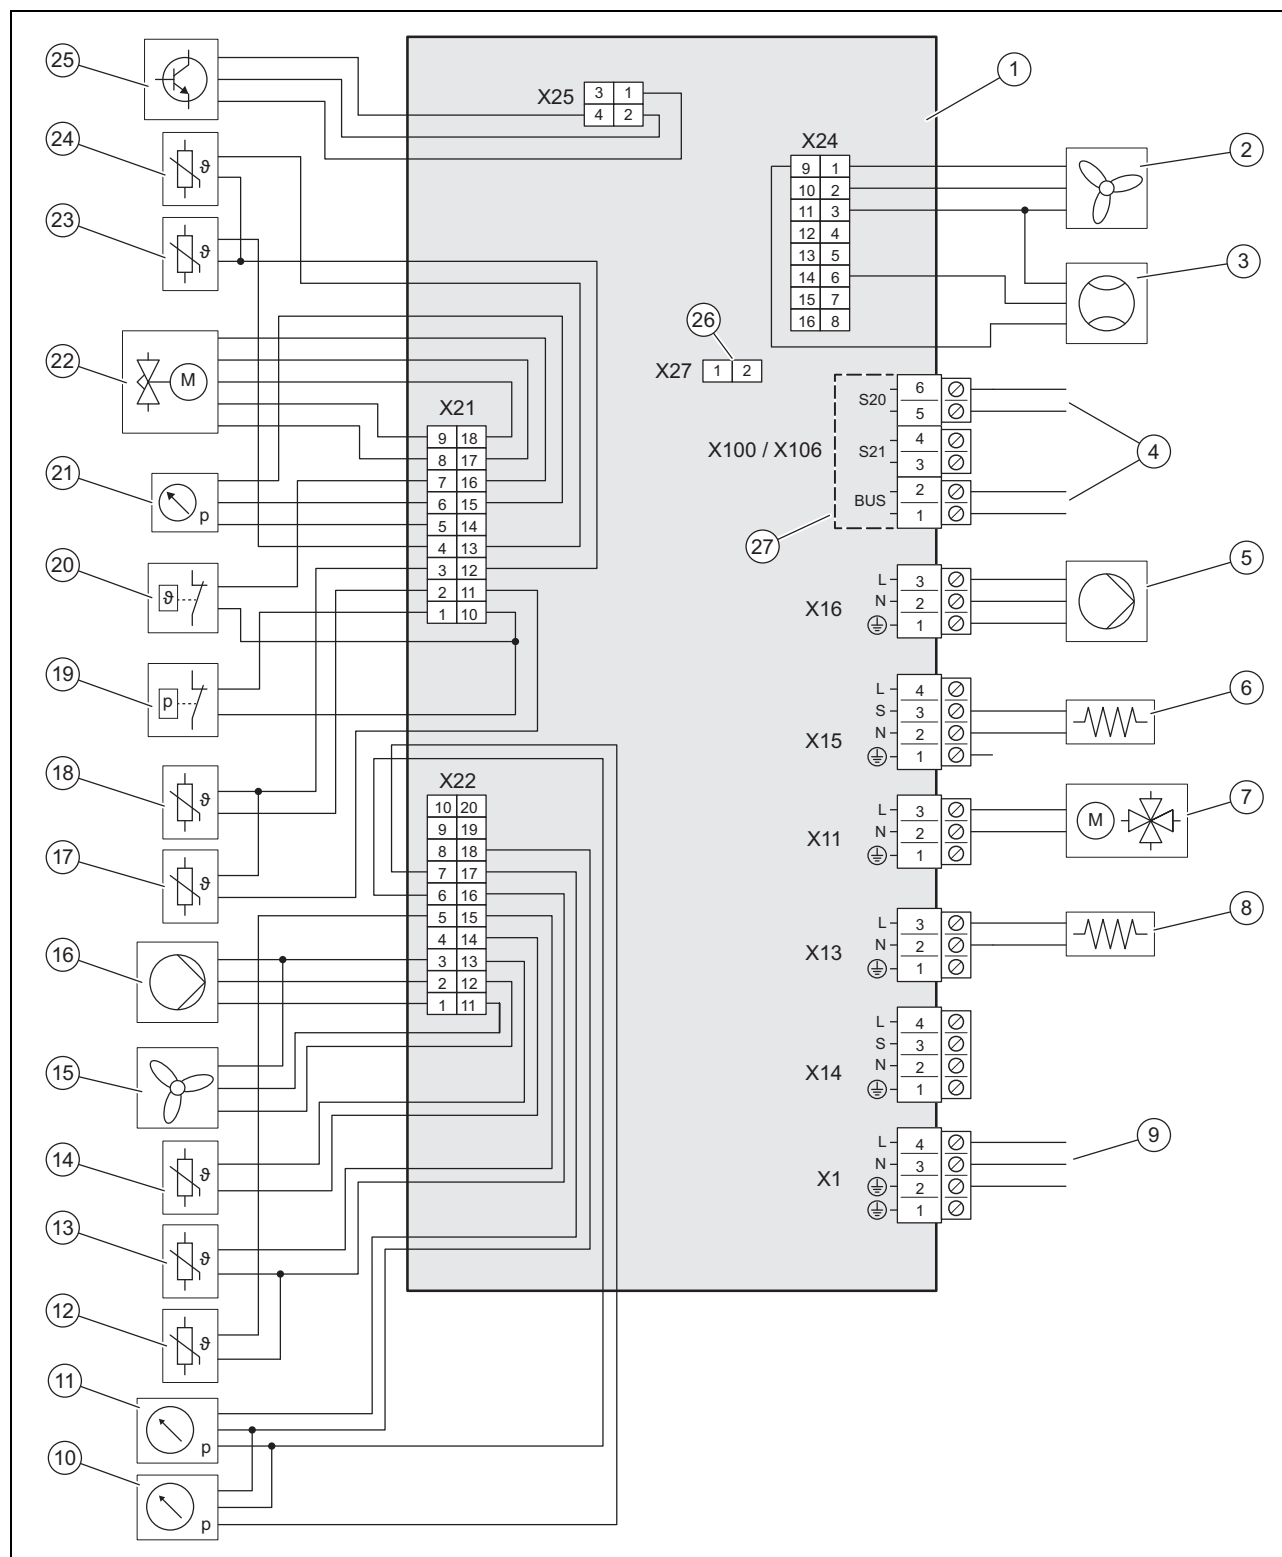 25
1
X25
3 1
4 2
24
X24
2
9 1
10 2
11 3
12 4
13 5
14 6
15 7
16 8
ϑ
23
ϑ
3
26
X27
1 2
22
M
X21
9 18
8 17
7 16
6 15
5 14
4 13
3 12
2 11
1 10
S20
6
5
X100 / X106
S21
4
3
BUS
2
1
4
27
21
p
20
ϑ
5
X16
L 3
N 2
1
19
p
6
X15
L 4
S 3
N 2
1
18
ϑ
X22
10 20
9 19
8 18
7 17
6 16
5 15
4 14
3 13
2 12
1 11
7
X11
L 3
N 2
1
M
17
ϑ
8
X13
L 3
N 2
1
16
X14
L 4
S 3
N 2
1
15
9
X1
L 4
N 3
2
1
14
ϑ
13
ϑ
12
ϑ
11
p
10
p